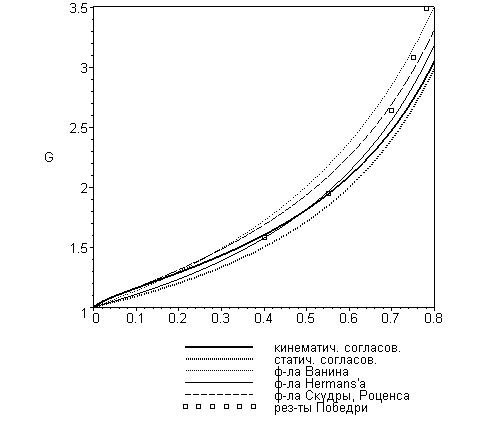 3.5
3
2.5
G
2
1.5
1
0 0.1 0.2 0.3 0.4 0.5 0.6 0.7 0.8
кинематич. согласов.
статич. согласов.
ф-ла Ванина
ф-ла Hermans'a
ф-ла Скудры, Роценса
рез-ты Победри